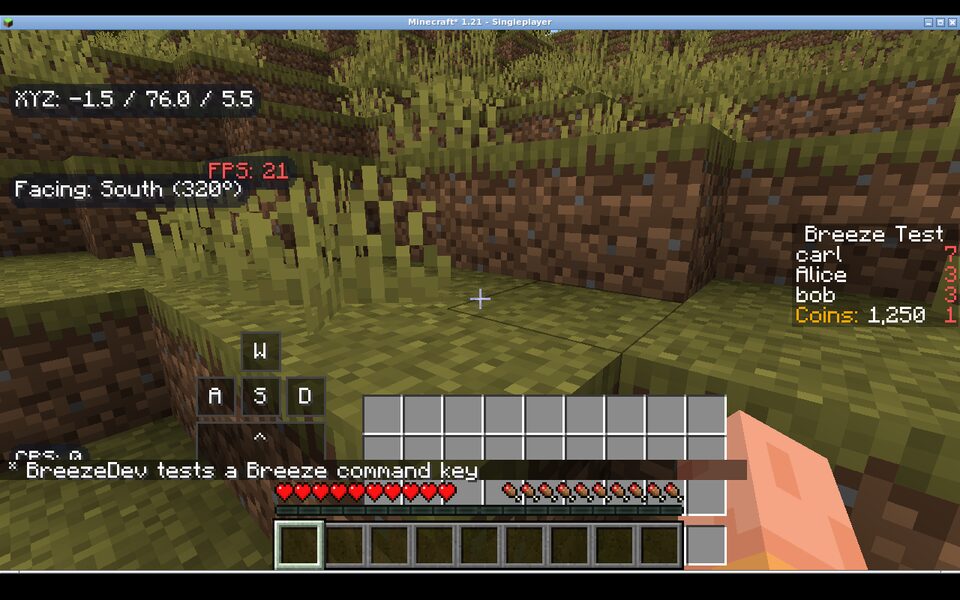 Minecraft* 1.21 - Singleplayer
XYZ: -1.5 / 76.0 / 5.5
FPS: 21
Facing: South (320°)
Breeze Test
carl 7
Alice 3
bob 3
Coins: 1,250 1
W
A S D
^
CPS: 0
* BreezeDev tests a Breeze command key